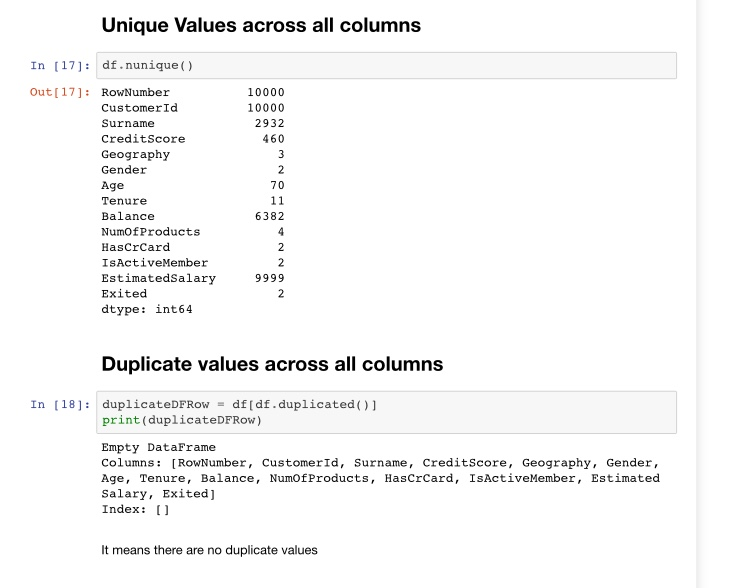 Unique Values across all columns
In [17]: df.nunique()
Out[17]: RowNumber 10000
CustomerId 10000
Surname 2932
CreditScore 460
Geography 3
Gender 2
Age 70
Tenure 11
Balance 6382
NumOfProducts 4
HasCrCard 2
IsActiveMember 2
EstimatedSalary 9999
Exited 2
dtype: int64
Duplicate values across all columns
In [18]: duplicateDFRow = df[df.duplicated()]
print(duplicateDFRow)
Empty DataFrame
Columns: [RowNumber, CustomerId, Surname, CreditScore, Geography, Gender,
Age, Tenure, Balance, NumOfProducts, HasCrCard, IsActiveMember, Estimated
Salary, Exited]
Index: []
It means there are no duplicate values